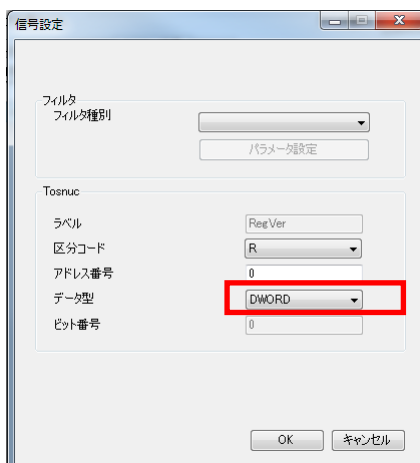 信号設定
フィルタ
フィルタ種別
パラメータ設定
Tosnuc
ラベル RegVer
区分コード R
アドレス番号 0
データ型 DWORD
ビット番号 0
OK キャンセル